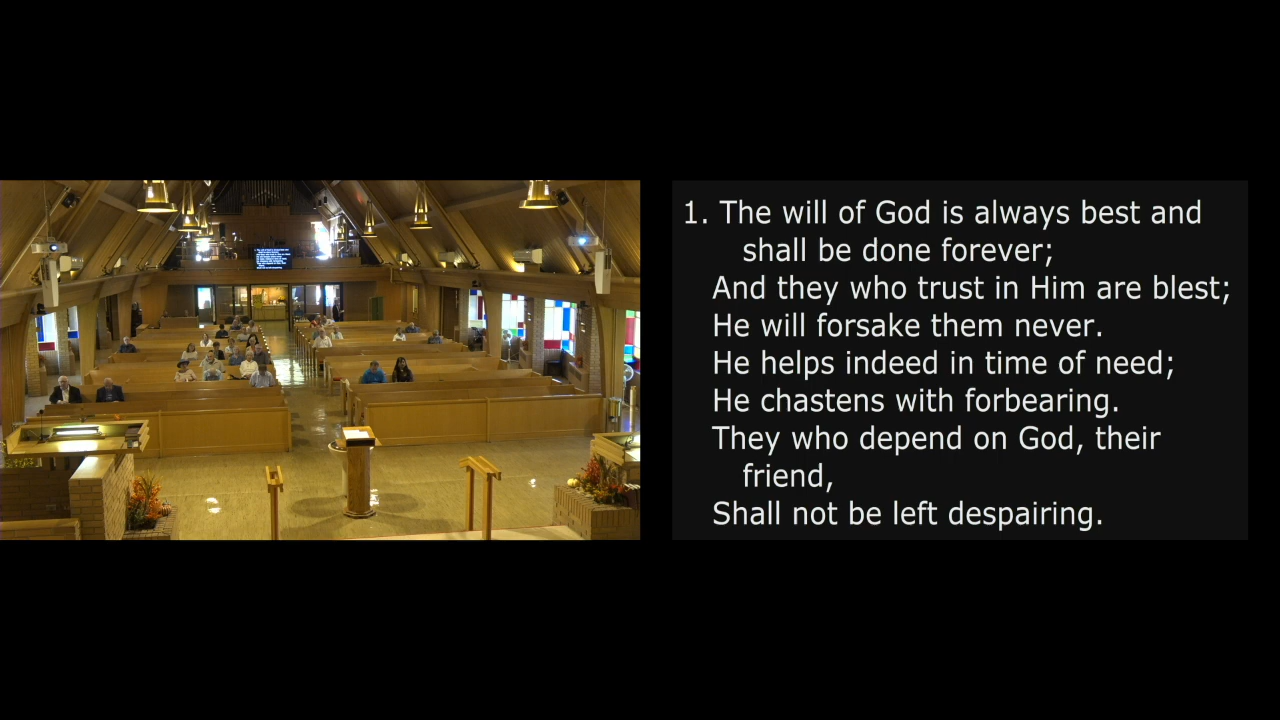 1. The will of God is always best and
shall be done forever;
And they who trust in Him are blest;
He will forsake them never.
He helps indeed in time of need;
He chastens with forbearing.
They who depend on God, their
friend,
Shall not be left despairing.